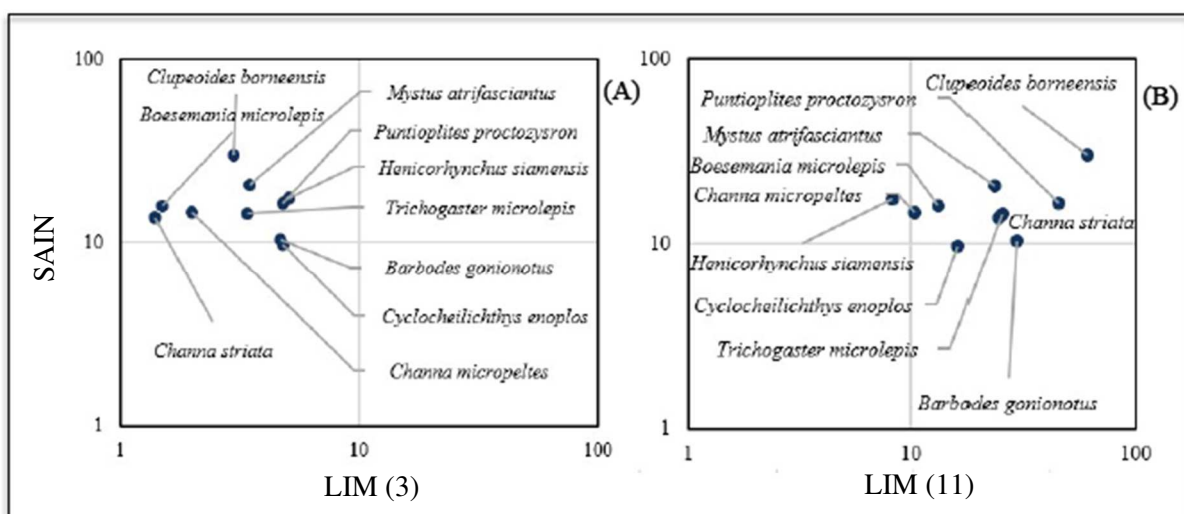 100
Clupeoides borneensis
(A)
Mystus atrifasciantus
Boesemania microlepis
Puntioplites proctozysron
Henicorhynchus siamensis
Trichogaster microlepis
SAIN
10
Barbodes gonionotus
Cyclocheilichthys enoplos
Channa striata
Channa micropeltes
1
1
10
100
LIM (3)
100
Clupeoides borneensis
(B)
Puntioplites proctozysron
Mystus atrifasciantus
Boesemania microlepis
Channa micropeltes
Channa striata
10
Henicorhynchus siamensis
Cyclocheilichthys enoplos
Trichogaster microlepis
Barbodes gonionotus
1
1
10
100
LIM (11)